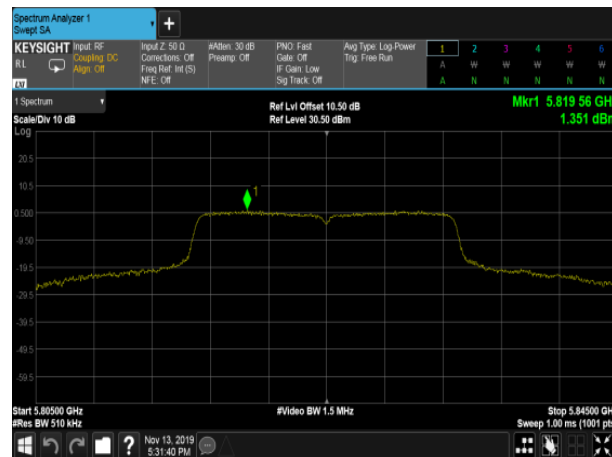 Spectrum Analyzer 1
Swept SA
+
KEYSIGHT Input: RF
RL
Coupling: DC
Align: Off
LXI
Input Z: 50 Ω
Corrections: Off
Freq Ref: Int (S)
NFE: Off
#Atten: 30 dB
Preamp: Off
PNO: Fast
Gate: Off
IF Gain: Low
Sig Track: Off
Avg Type: Log-Power
Trig: Free Run
1 2 3 4 5 6
A W W W W W
A N N N N N
1 Spectrum
Scale/Div 10 dB
Log
Ref Lvl Offset 10.50 dB
Ref Level 30.50 dBm
Mkr1 5.819 56 GH
1.351 dBr
1
20.5
10.5
0.500
-9.50
-19.5
-29.5
-39.5
-49.5
-59.5
Start 5.80500 GHz
#Res BW 510 kHz
#Video BW 1.5 MHz
Stop 5.84500 GH
Sweep 1.00 ms (1001 pts
?
Nov 13, 2019
5:31:40 PM